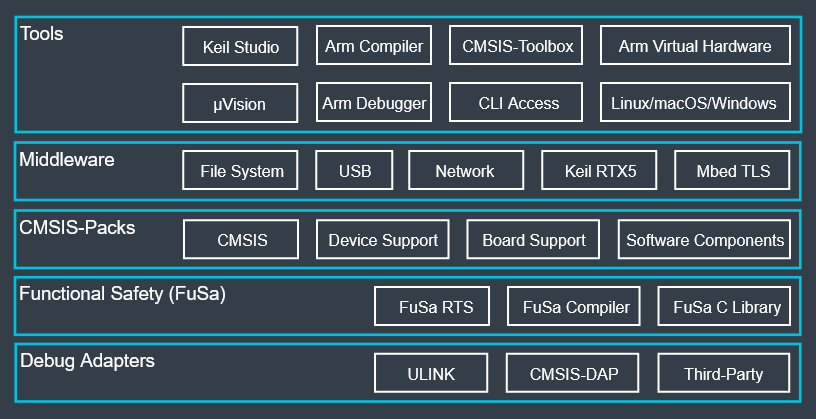 Tools
Keil Studio
Arm Compiler
CMSIS-Toolbox
Arm Virtual Hardware
µVision
Arm Debugger
CLI Access
Linux/macOS/Windows
Middleware
File System
USB
Network
Keil RTX5
Mbed TLS
CMSIS-Packs
CMSIS
Device Support
Board Support
Software Components
Functional Safety (FuSa)
FuSa RTS
FuSa Compiler
FuSa C Library
Debug Adapters
ULINK
CMSIS-DAP
Third-Party